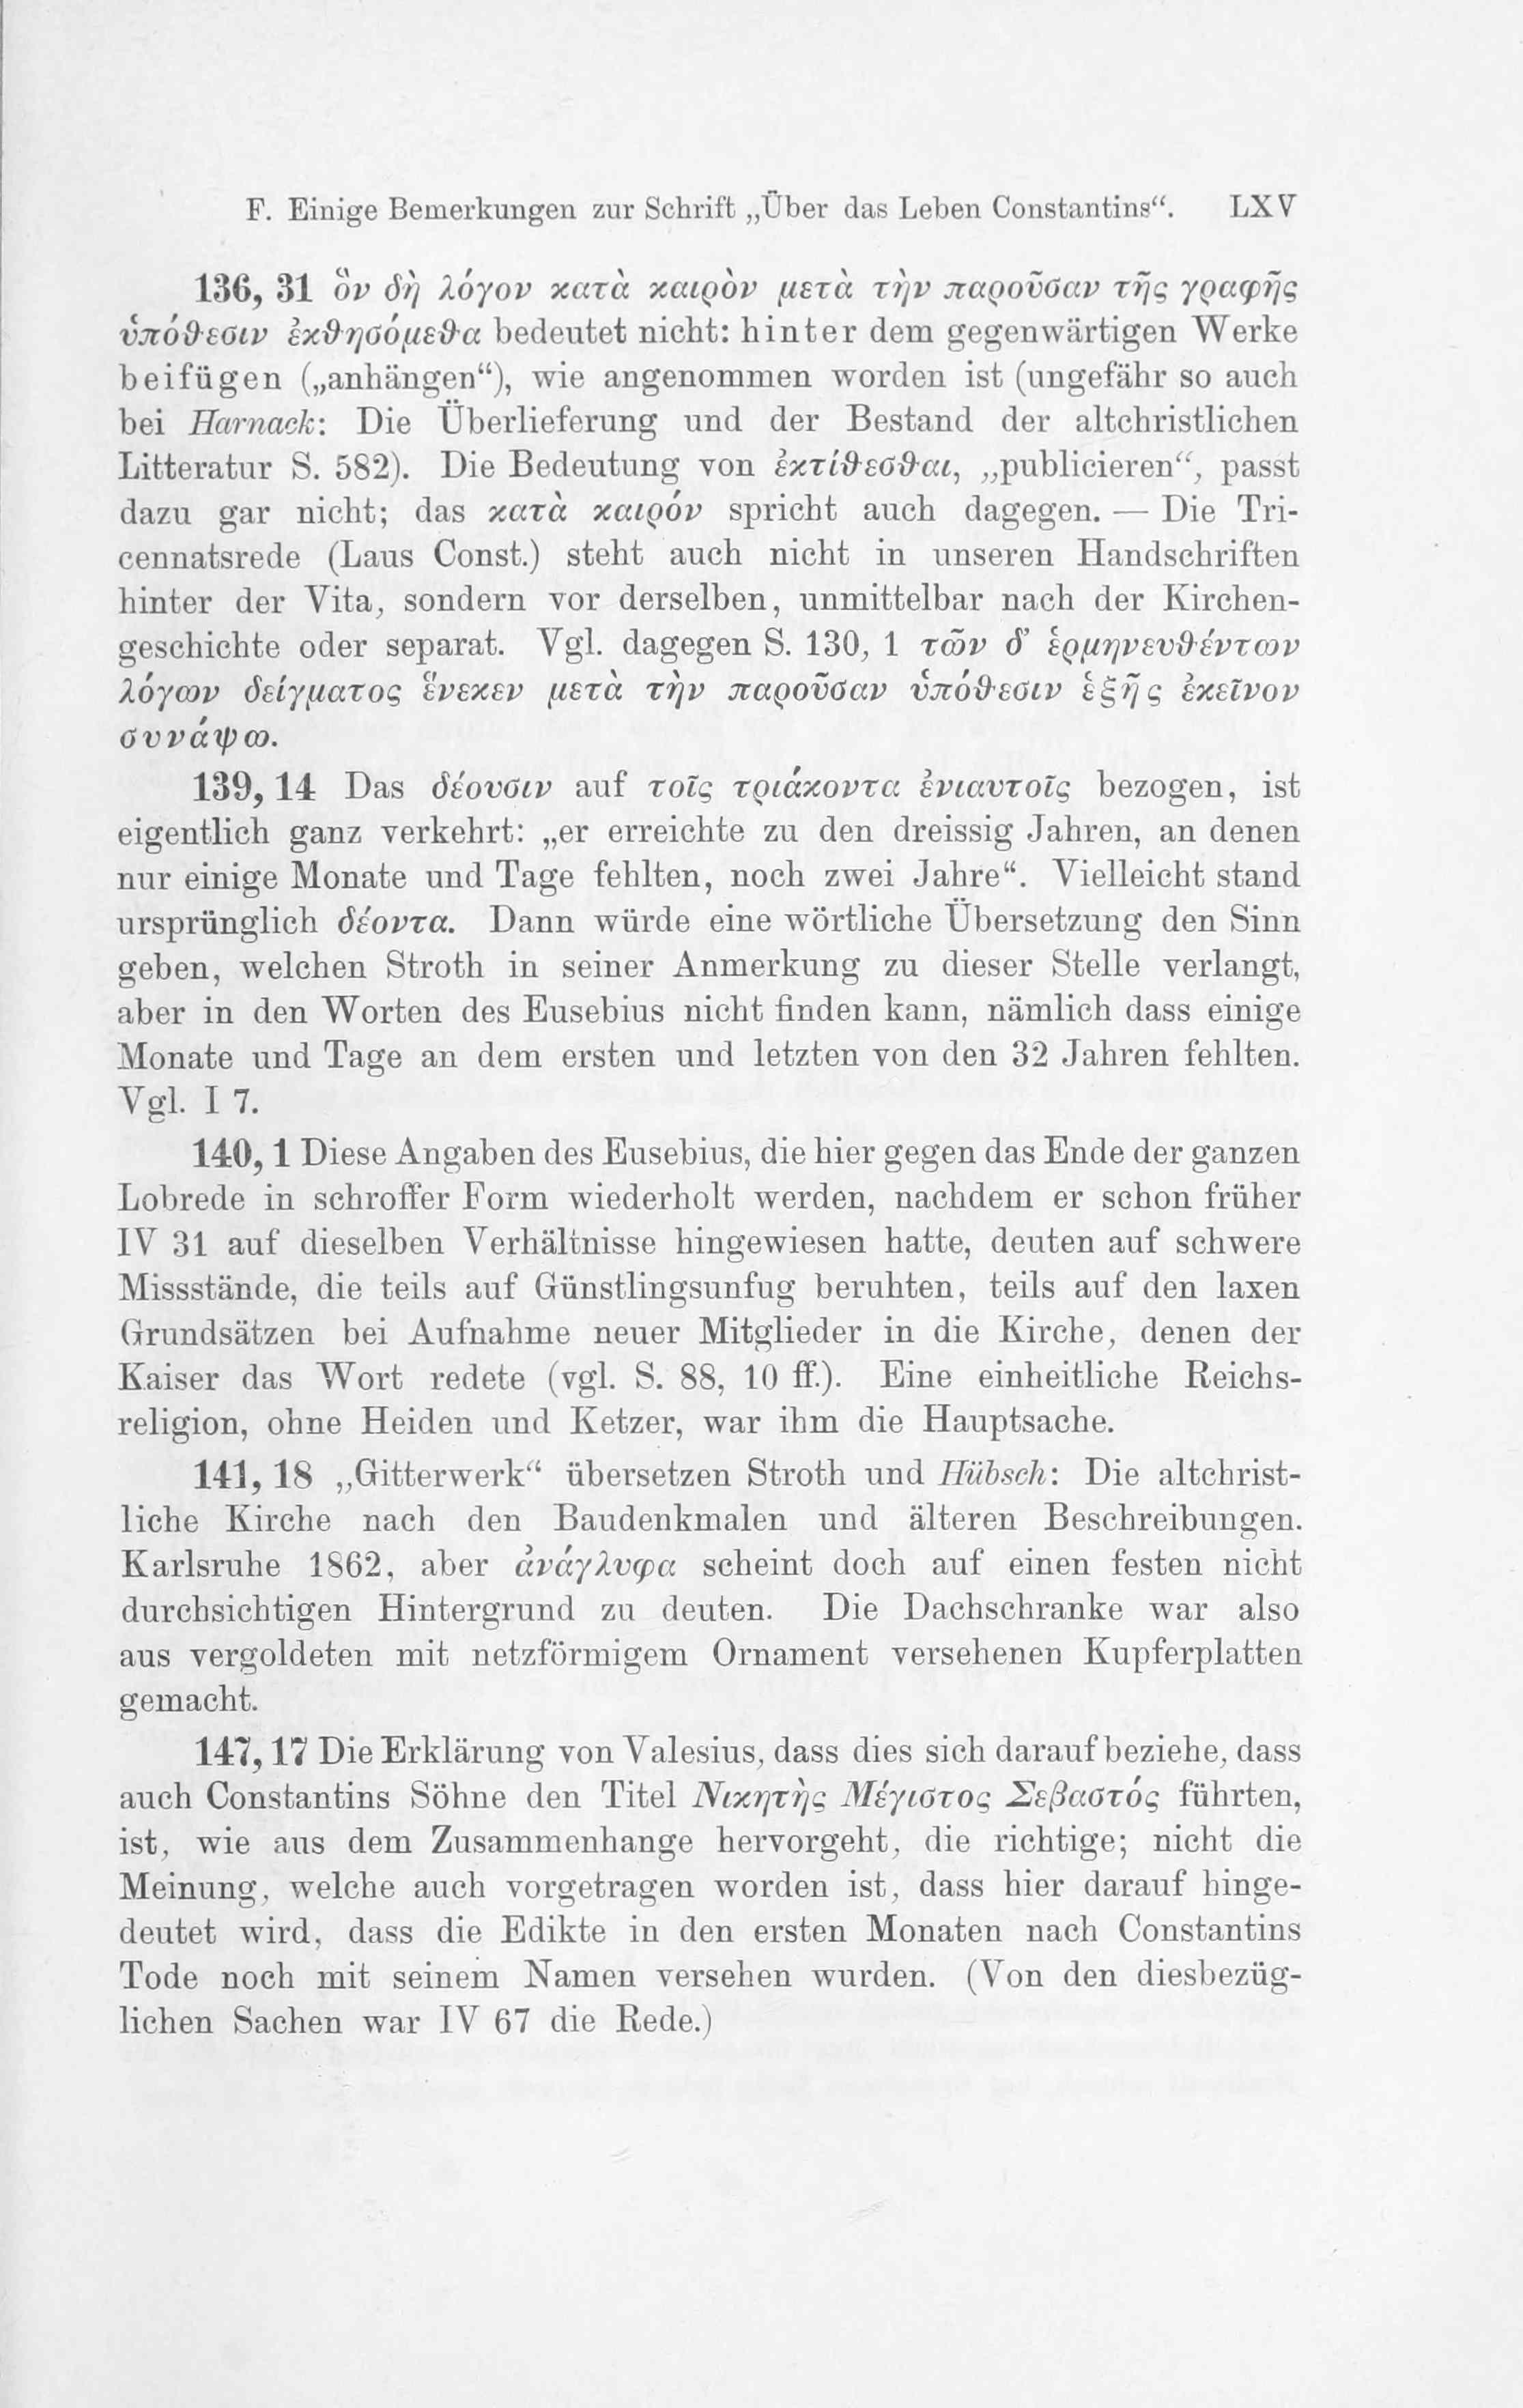 F. Einige Bemerkungen zur Schrift „Über das Leben Constantins“. LXV
136, 31 ὃν δὴ λόγον κατὰ καιρὸν μετὰ τὴν παροῦσαν τῆς γραφῆς
ὑπόθεσιν ἐκθησόμεθα bedeutet nicht: hinter dem gegenwärtigen Werke
beifügen („anhängen“), wie angenommen worden ist (ungefähr so auch
bei Harnack: Die Überlieferung und der Bestand der altchristlichen
Litteratur S. 582). Die Bedeutung von ἐκτίθεσθαι, „publicieren“, passt
dazu gar nicht; das κατὰ καιρόν spricht auch dagegen. — Die Tri-
cennatsrede (Laus Const.) steht auch nicht in unseren Handschriften
hinter der Vita, sondern vor derselben, unmittelbar nach der Kirchen-
geschichte oder separat. Vgl. dagegen S. 130, 1 τῶν δ’ ἑρμηνευθέντων
λόγων δείγματος ἕνεκεν μετὰ τὴν παροῦσαν ὑπόθεσιν ἑξῆς ἐκεῖνον
συνάψω.
139, 14 Das δέουσιν auf τοῖς τριάκοντα ἐνιαυτοῖς bezogen, ist
eigentlich ganz verkehrt: „er erreichte zu den dreissig Jahren, an denen
nur einige Monate und Tage fehlten, noch zwei Jahre“. Vielleicht stand
ursprünglich δέοντα. Dann würde eine wörtliche Übersetzung den Sinn
geben, welchen Stroth in seiner Anmerkung zu dieser Stelle verlangt,
aber in den Worten des Eusebius nicht finden kann, nämlich dass einige
Monate und Tage an dem ersten und letzten von den 32 Jahren fehlten.
Vgl. I 7.
140, 1 Diese Angaben des Eusebius, die hier gegen das Ende der ganzen
Lobrede in schroffer Form wiederholt werden, nachdem er schon früher
IV 31 auf dieselben Verhältnisse hingewiesen hatte, deuten auf schwere
Missstände, die teils auf Günstlingsunfug beruhten, teils auf den laxen
Grundsätzen bei Aufnahme neuer Mitglieder in die Kirche, denen der
Kaiser das Wort redete (vgl. S. 88, 10 ff.). Eine einheitliche Reichs-
religion, ohne Heiden und Ketzer, war ihm die Hauptsache.
141, 18 „Gitterwerk“ übersetzen Stroth und Hübsch: Die altchrist-
liche Kirche nach den Baudenkmalen und älteren Beschreibungen.
Karlsruhe 1862, aber ἀνάγλυφα scheint doch auf einen festen nicht
durchsichtigen Hintergrund zu deuten. Die Dachschranke war also
aus vergoldeten mit netzförmigem Ornament versehenen Kupferplatten
gemacht.
147, 17 Die Erklärung von Valesius, dass dies sich darauf beziehe, dass
auch Constantins Söhne den Titel Νικητὴς Μέγιστος Σεβαστός führten,
ist, wie aus dem Zusammenhange hervorgeht, die richtige; nicht die
Meinung, welche auch vorgetragen worden ist, dass hier darauf hinge-
deutet wird, dass die Edikte in den ersten Monaten nach Constantins
Tode noch mit seinem Namen versehen wurden. (Von den diesbezüg-
lichen Sachen war IV 67 die Rede.)